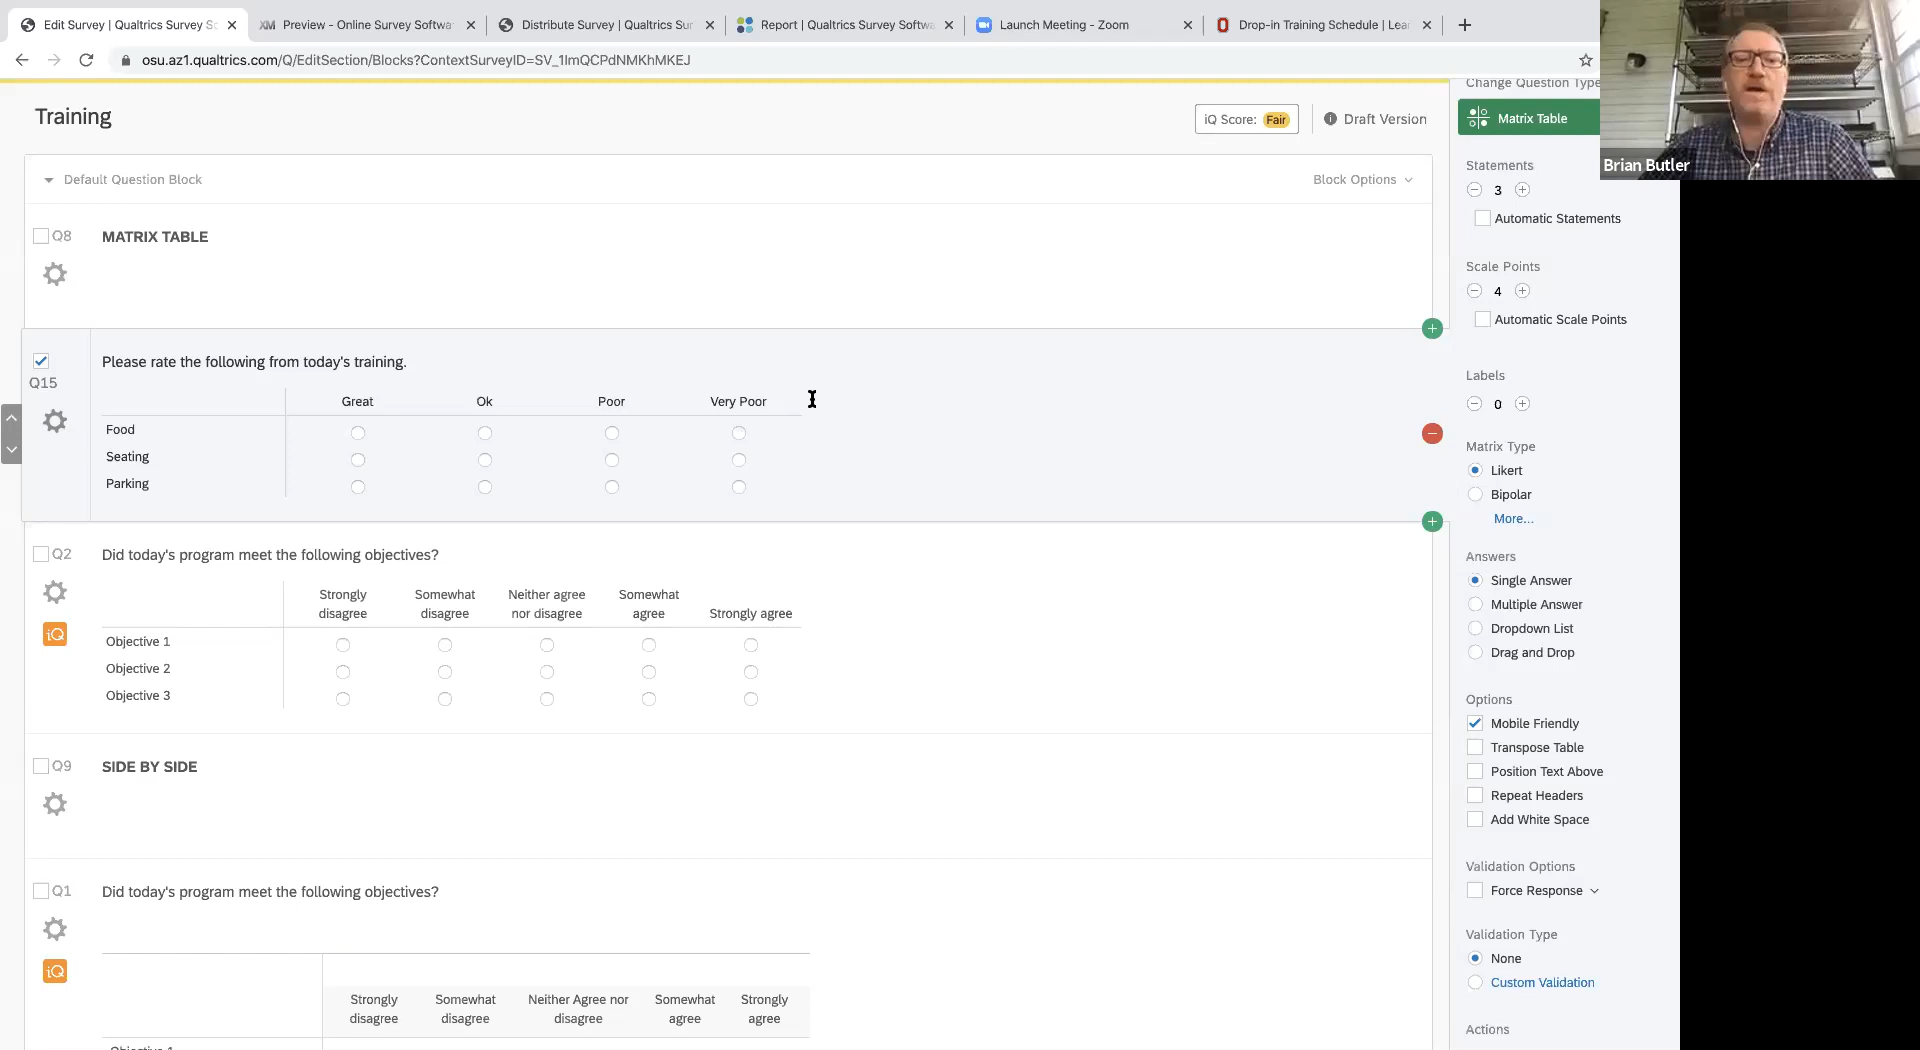 Edit Survey | Qualtrics Survey So
Preview - Online Survey Softwa
Distribute Survey | Qualtrics Sur
Report | Qualtrics Survey Softwa
Launch Meeting - Zoom
Drop-in Training Schedule | Lea
osu.az1.qualtrics.com/Q/EditSection/Blocks?ContextSurveyID=SV_1lmQCPdNMKhMKEJ
Training
iQ Score: Fair
Draft Version
Default Question Block
Block Options
Q8 MATRIX TABLE
Q15
Please rate the following from today's training.
Great Ok Poor Very Poor
Food
Seating
Parking
Q2 Did today's program meet the following objectives?
iQ
Strongly disagree Somewhat disagree Neither agree nor disagree Somewhat agree Strongly agree
Objective 1
Objective 2
Objective 3
Q9 SIDE BY SIDE
Q1 Did today's program meet the following objectives?
iQ
Strongly disagree Somewhat disagree Neither Agree nor disagree Somewhat agree Strongly agree
Objective 1
Change Question Type
Matrix Table
Statements
3
Automatic Statements
Scale Points
4
Automatic Scale Points
Labels
0
Matrix Type
Likert
Bipolar
More...
Answers
Single Answer
Multiple Answer
Dropdown List
Drag and Drop
Options
Mobile Friendly
Transpose Table
Position Text Above
Repeat Headers
Add White Space
Validation Options
Force Response
Validation Type
None
Custom Validation
Actions
Brian Butler